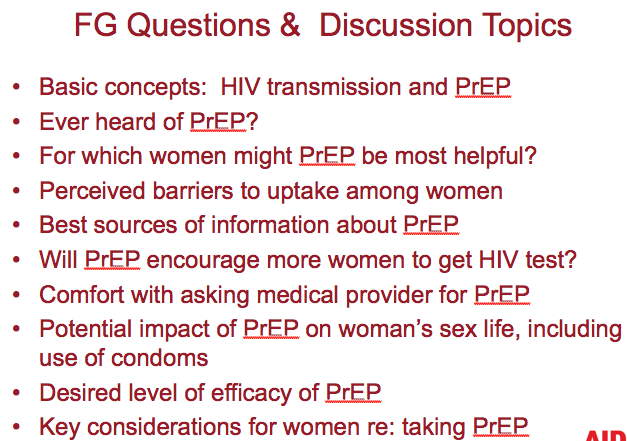 FG Questions & Discussion Topics
• Basic concepts: HIV transmission and PrEP
• Ever heard of PrEP?
• For which women might PrEP be most helpful?
• Perceived barriers to uptake among women
• Best sources of information about PrEP
• Will PrEP encourage more women to get HIV test?
• Comfort with asking medical provider for PrEP
• Potential impact of PrEP on woman’s sex life, including
use of condoms
• Desired level of efficacy of PrEP
• Key considerations for women re: taking PrEP